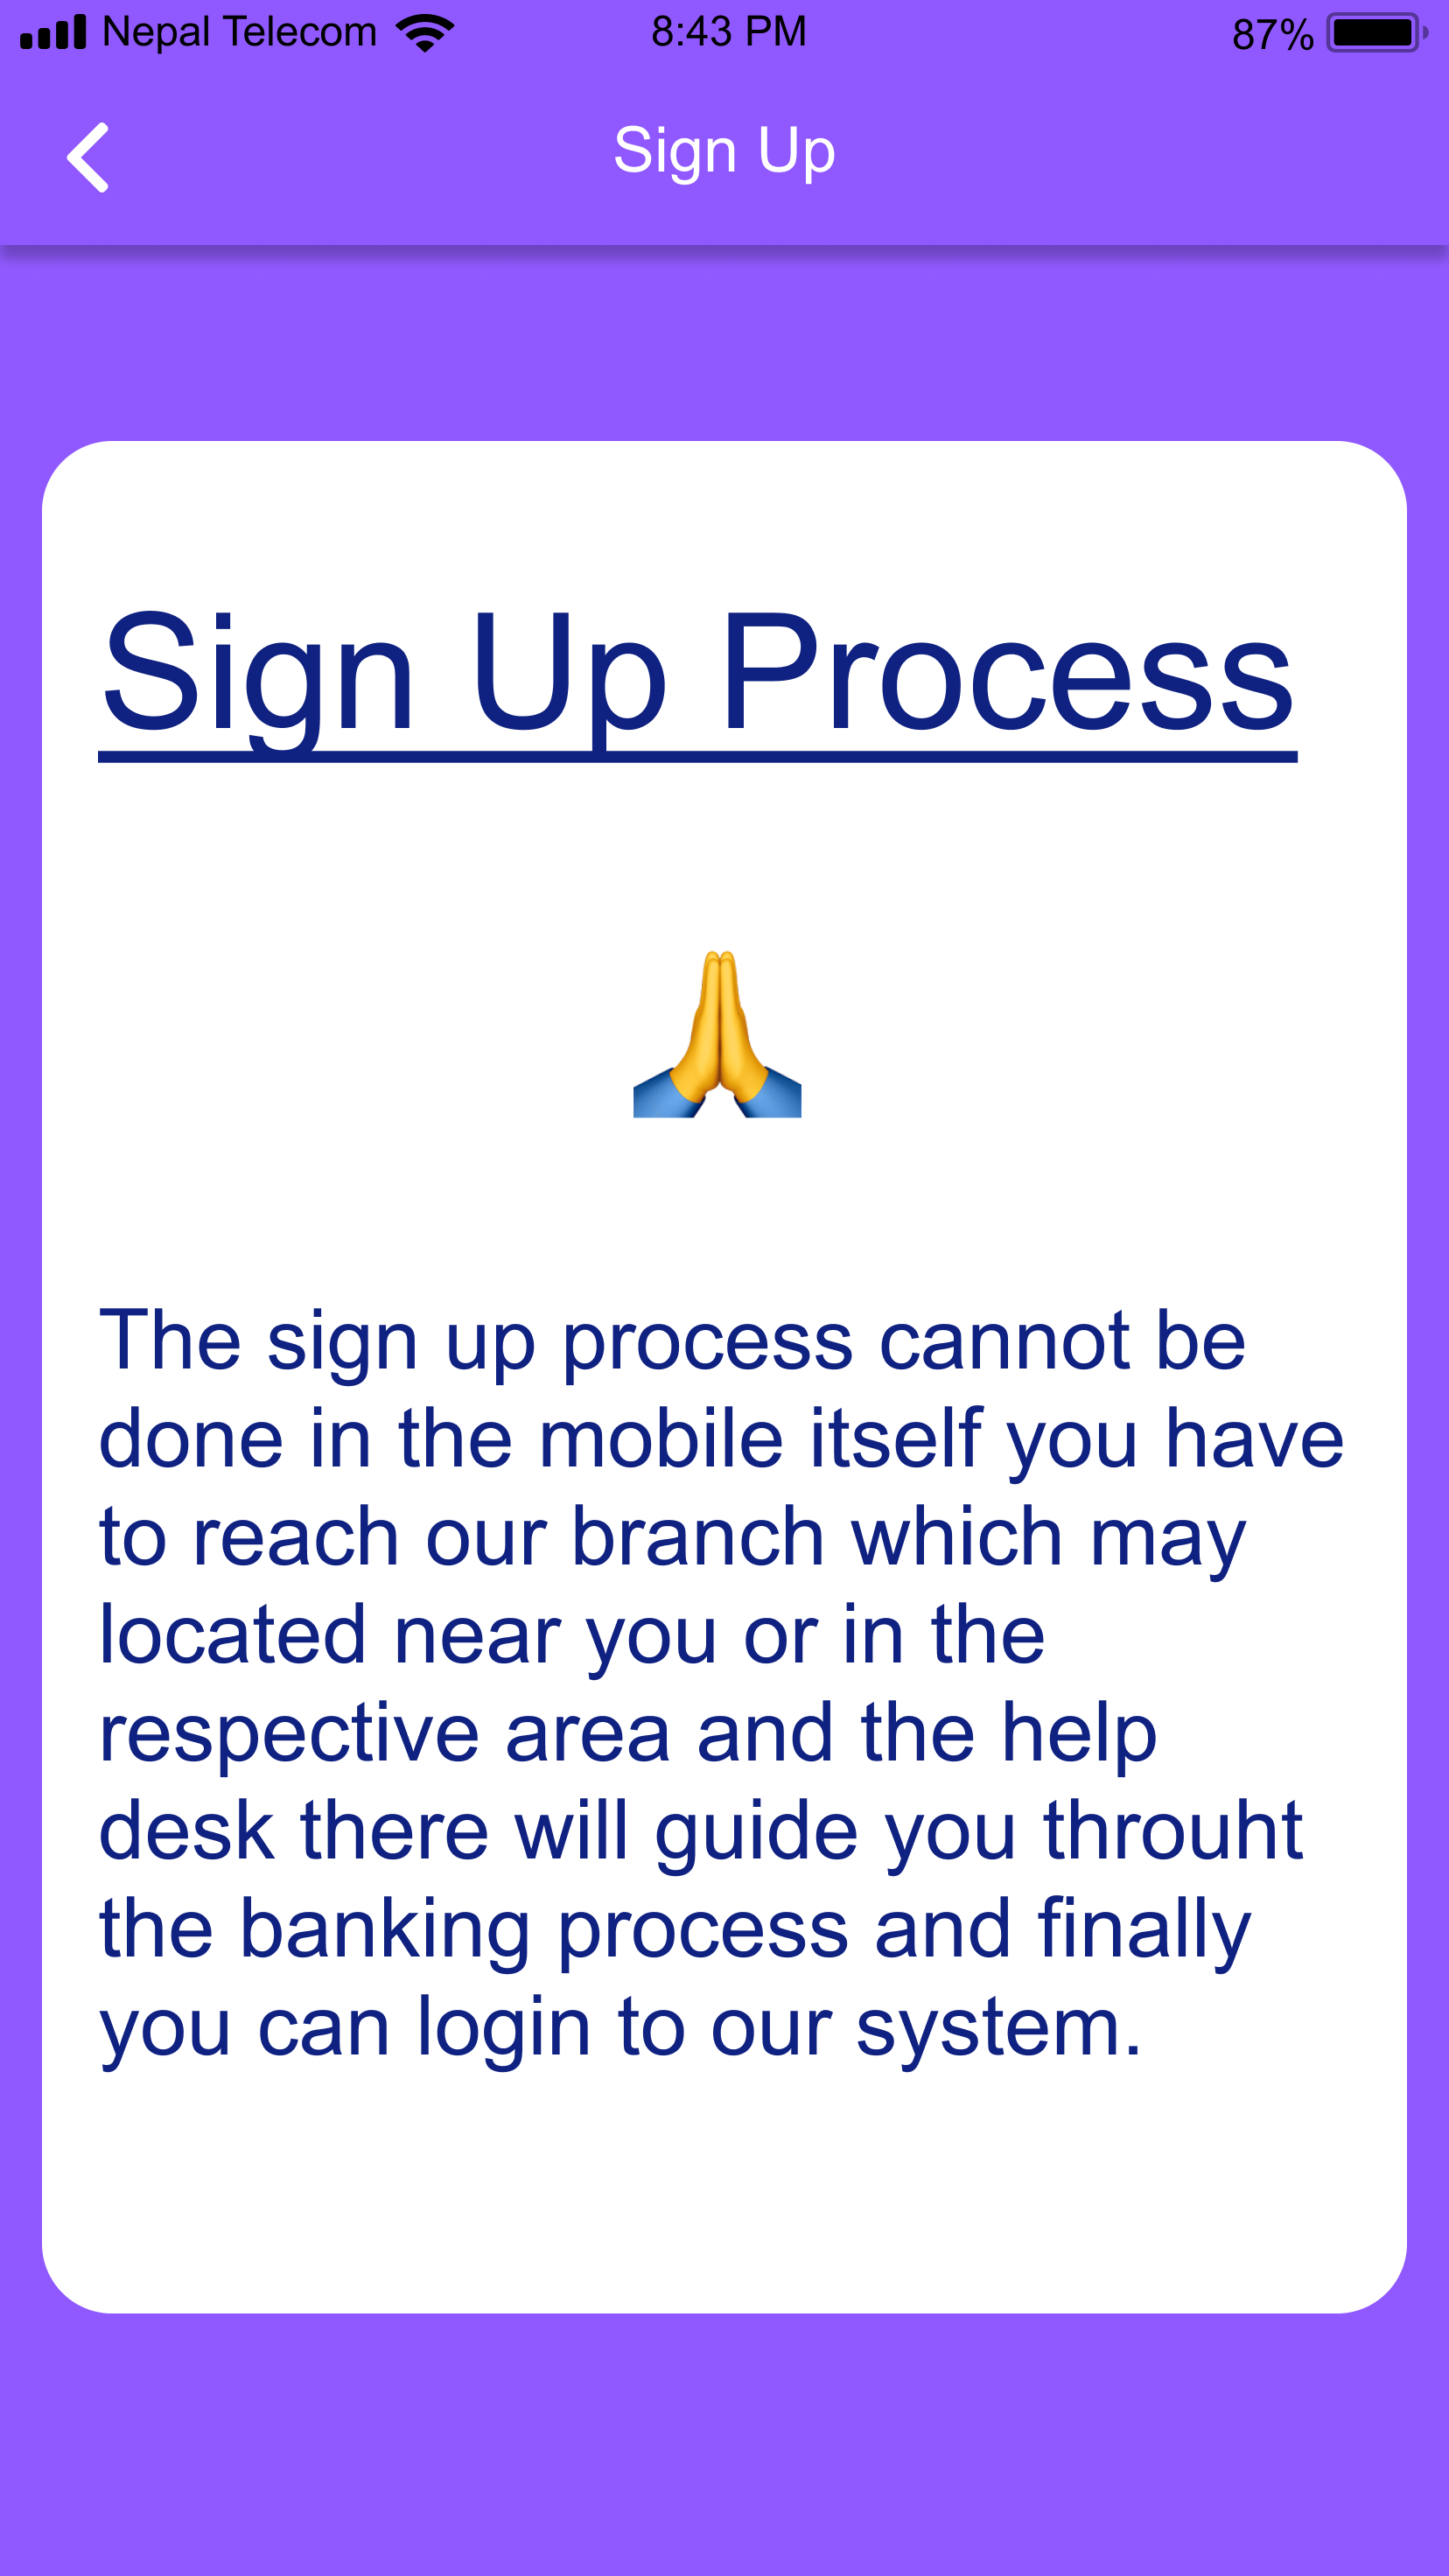 Nepal Telecom 8:43 PM 87%
Sign Up
Sign Up Process
The sign up process cannot be
done in the mobile itself you have
to reach our branch which may
located near you or in the
respective area and the help
desk there will guide you throuht
the banking process and finally
you can login to our system.